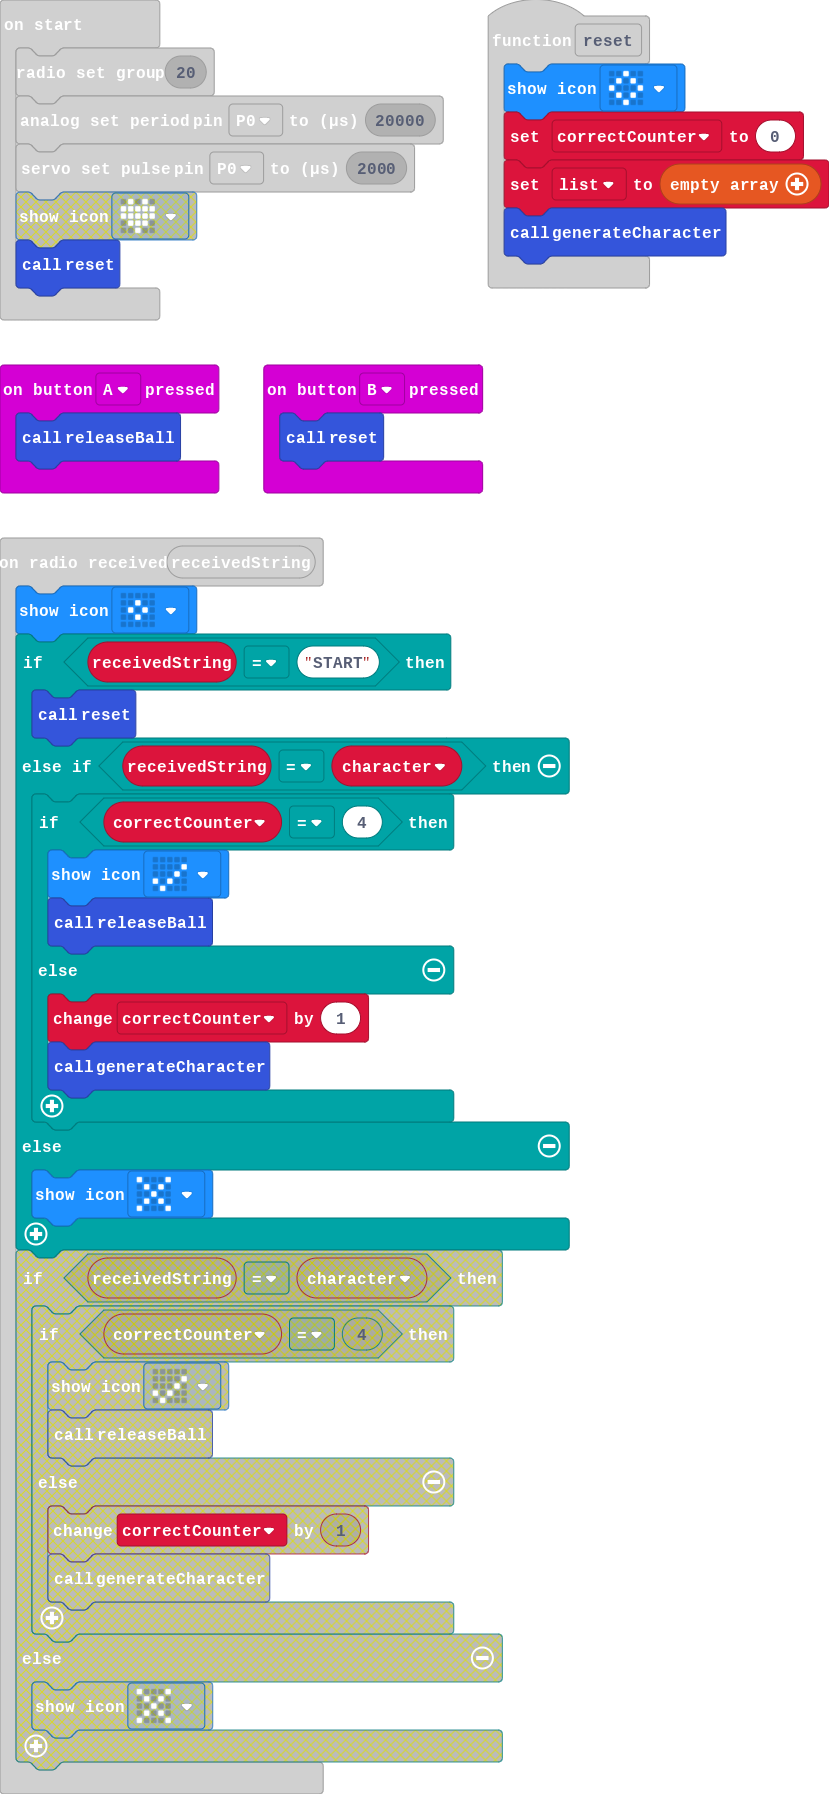 on start
radio set group 20
analog set period pin P0 to (µs) 20000
servo set pulse pin P0 to (µs) 2000
show icon
call reset
function reset
show icon
set correctCounter to 0
set list to empty array
call generateCharacter
on button A pressed
call releaseBall
on button B pressed
call reset
on radio received receivedString
show icon
if receivedString = "START" then
call reset
else if receivedString = character then
if correctCounter = 4 then
show icon
call releaseBall
else
change correctCounter by 1
call generateCharacter
else
show icon
if receivedString = character then
if correctCounter = 4 then
show icon
call releaseBall
else
change correctCounter by 1
call generateCharacter
else
show icon